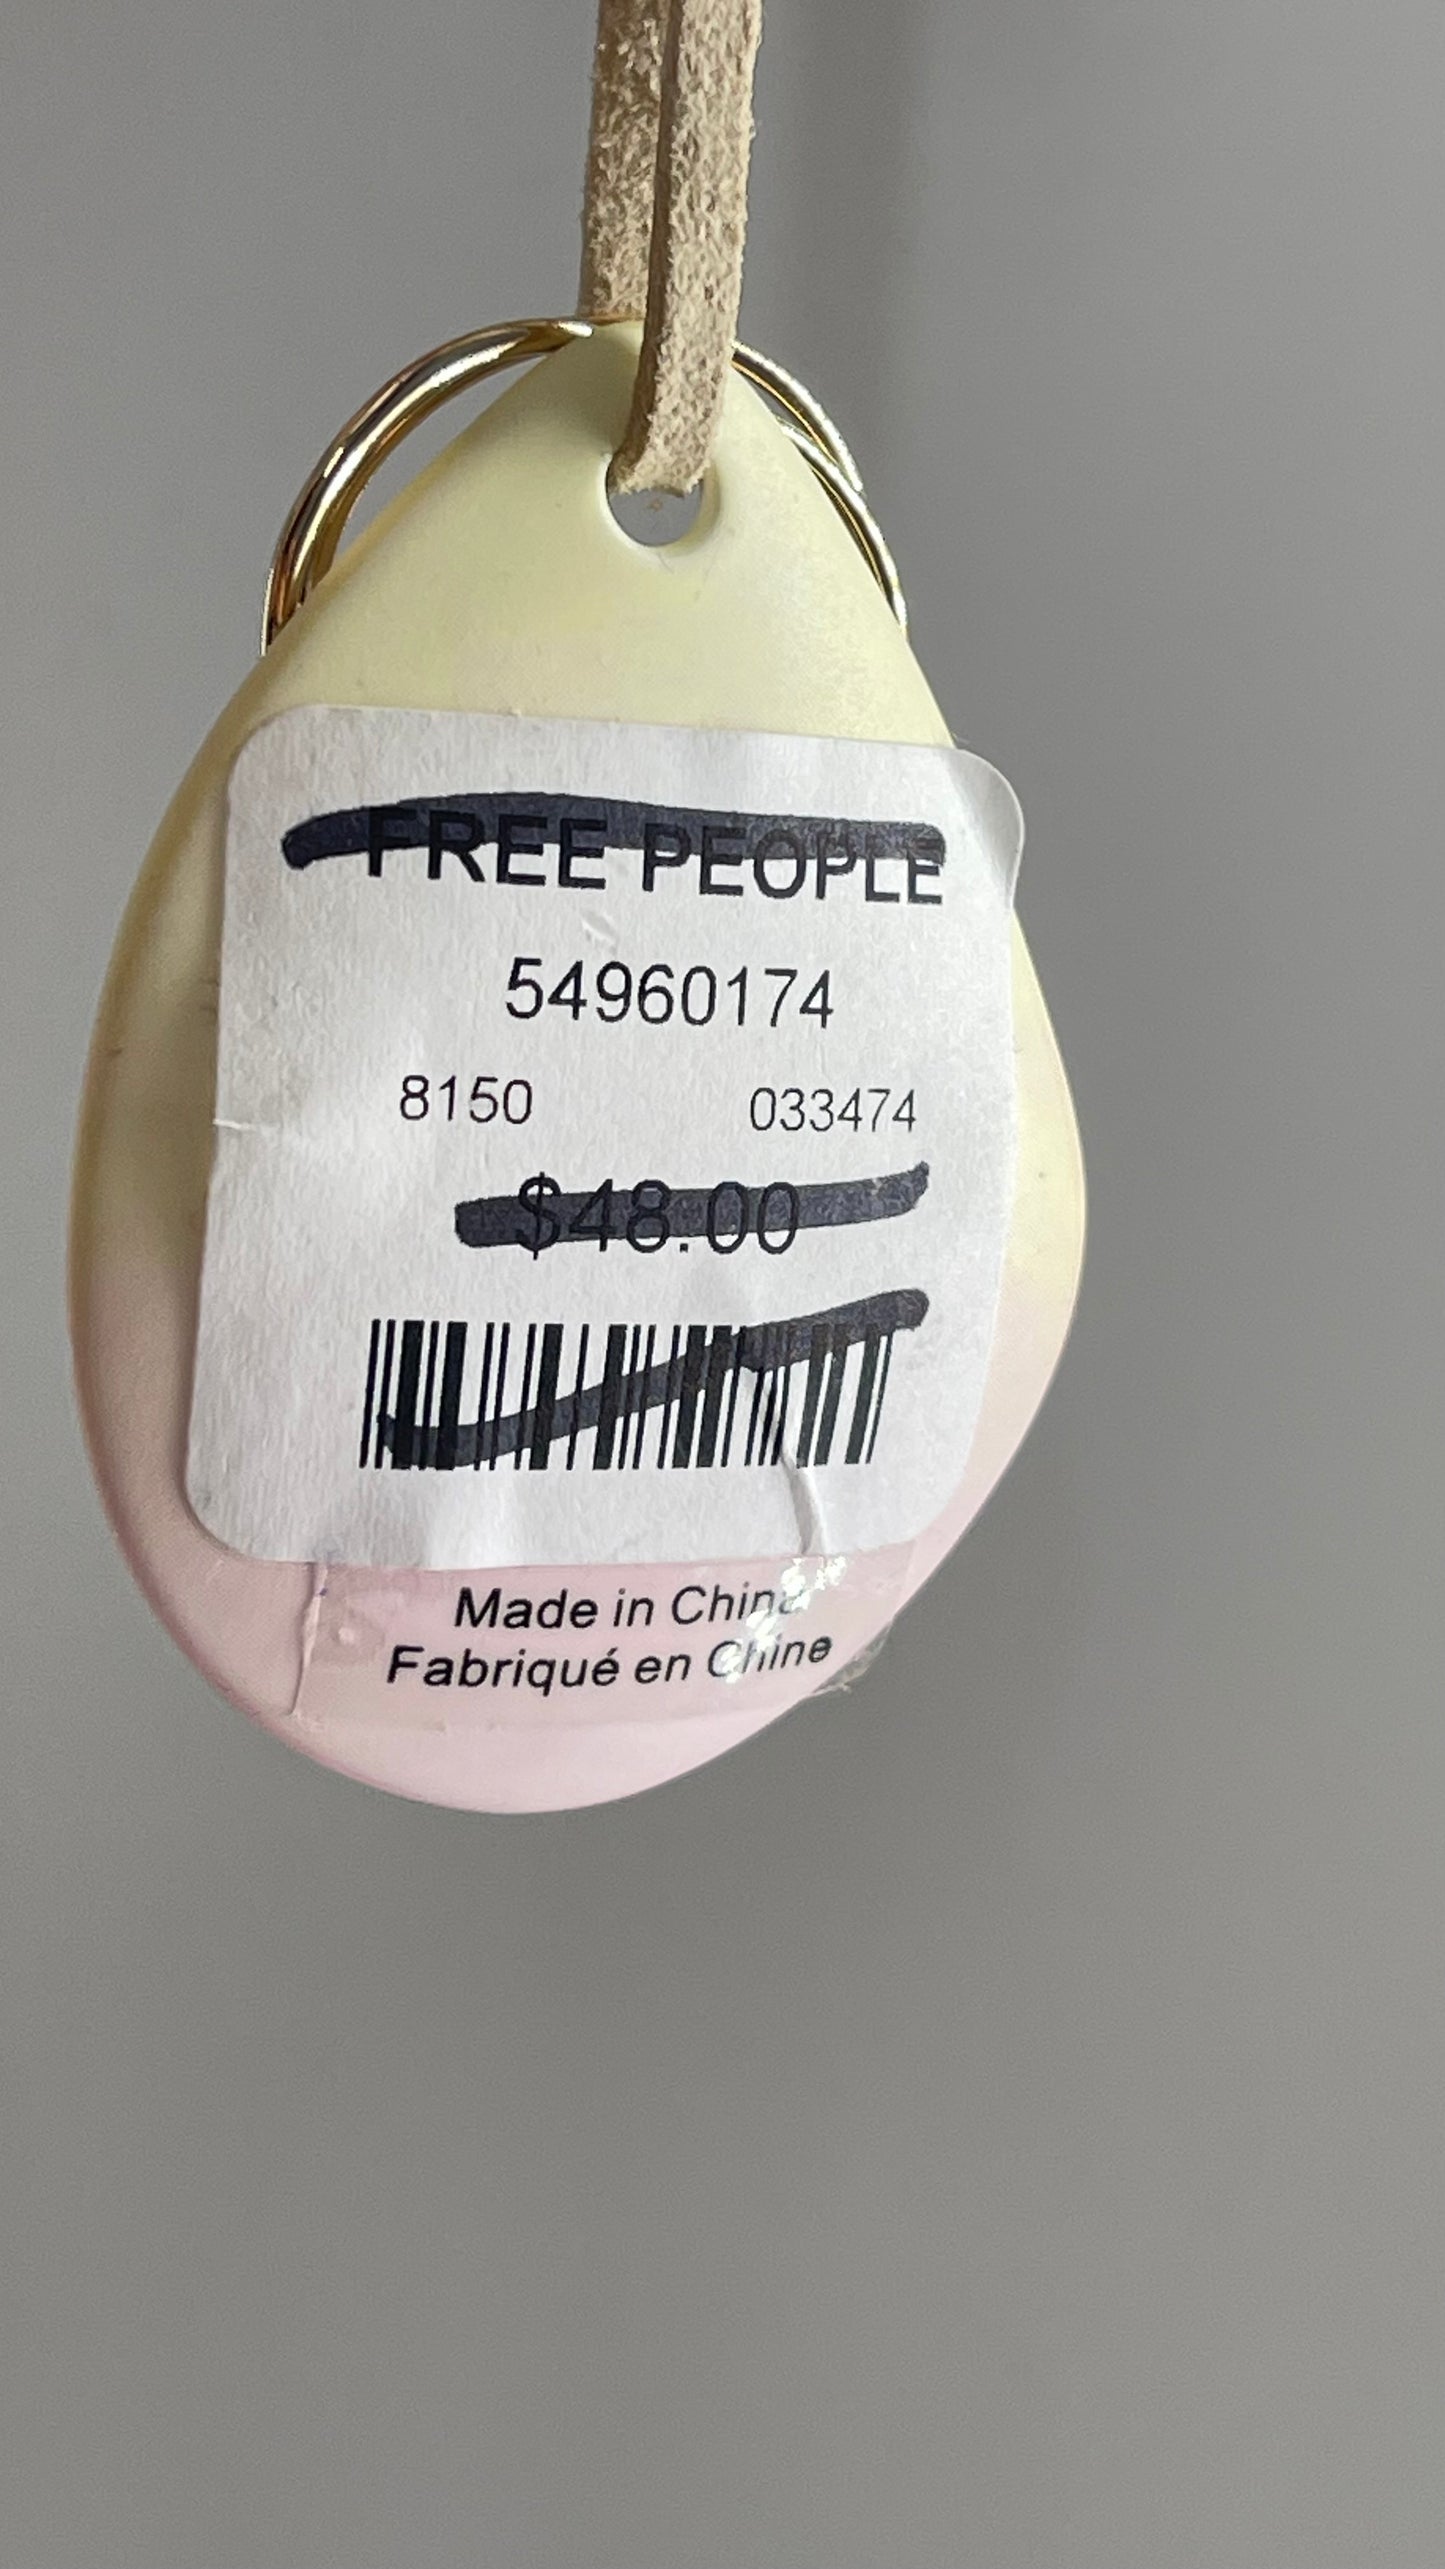 FREE PEOPLE
54960174
8150 033474
$48.00
Made in China
Fabriqué en Chine